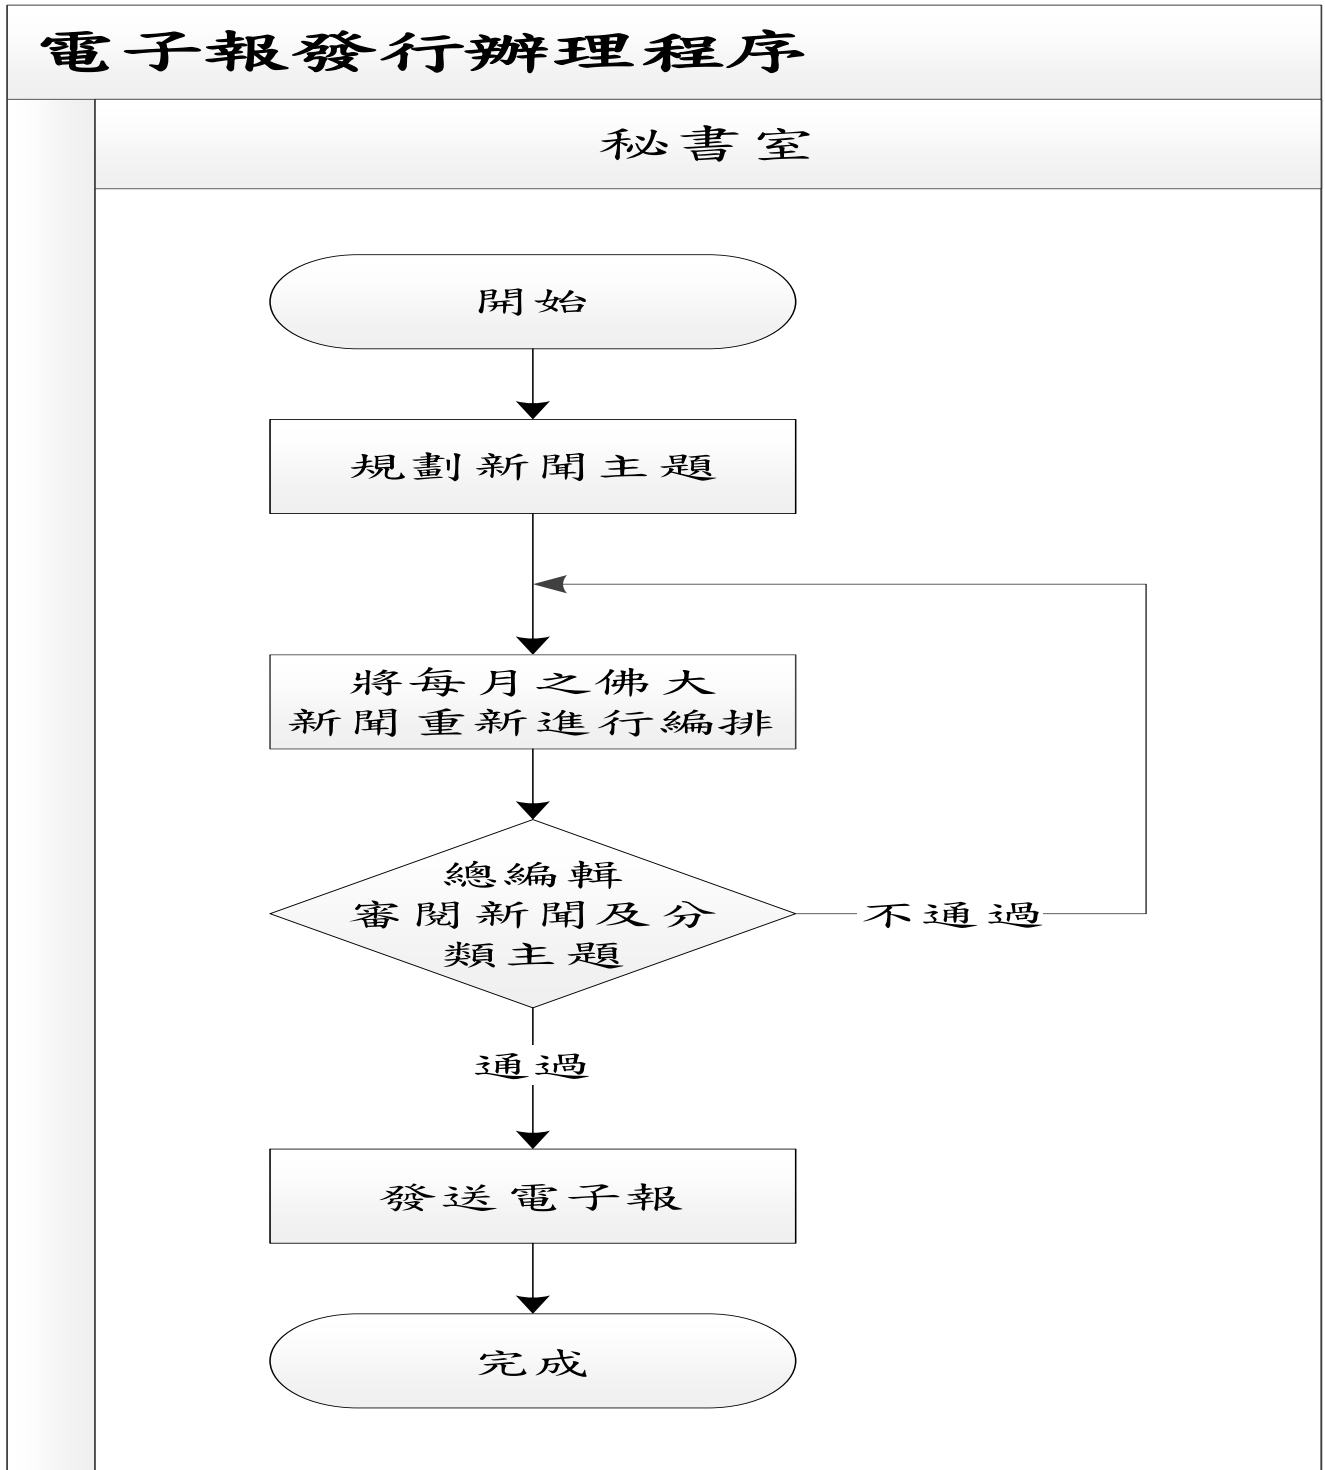 電子報發行辦理程序
秘書室
開始
規劃新聞主題
將每月之佛大
新聞重新進行編排
總編輯
審閱新聞及分
類主題
不通過
通過
發送電子報
完成